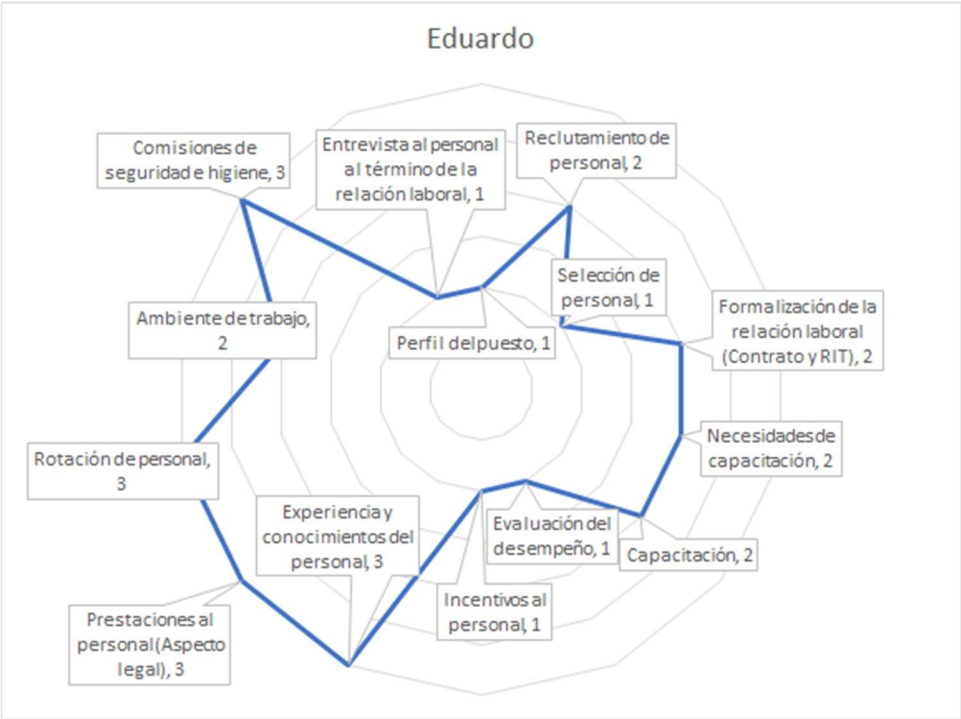 Eduardo
Comisiones de
seguridad e higiene, 3
Entrevista al personal
al término de la
relación laboral, 1
Reclutamiento de
personal, 2
Selección de
personal, 1
Perfil del puesto, 1
Formalización de la
relación laboral
(Contrato y RIT), 2
Ambiente de trabajo,
2
Necesidades de
capacitación, 2
Rotación de personal,
3
Experiencia y
conocimientos del
personal, 3
Evaluación del
desempeño, 1
Capacitación, 2
Incentivos al
personal, 1
Prestaciones al
personal (Aspecto
legal), 3